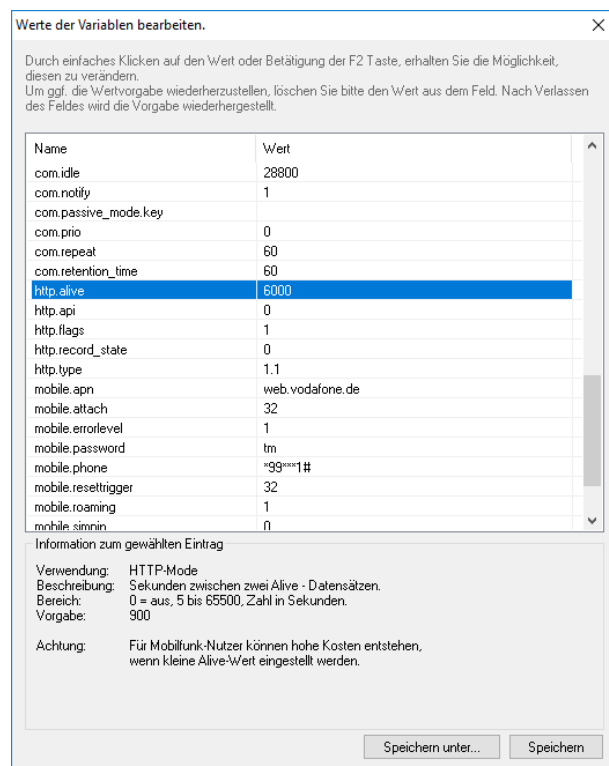 Werte der Variablen bearbeiten.
Durch einfaches Klicken auf den Wert oder Betätigung der F2 Taste, erhalten Sie die Möglichkeit,
diesen zu verändern.
Um ggf. die Wertvorgabe wiederherzustellen, löschen Sie bitte den Wert aus dem Feld. Nach Verlassen
des Feldes wird die Vorgabe wiederhergestellt.
Name Wert
com.idle 28800
com.notify 1
com.passive_mode.key
com.prio 0
com.repeat 60
com.retention_time 60
http.alive 6000
http.api 0
http.flags 1
http.record_state 0
http.type 1.1
mobile.apn web.vodafone.de
mobile.attach 32
mobile.errorlevel 1
mobile.password tm
mobile.phone *99***1#
mobile.resettrigger 32
mobile.roaming 1
mobile.simpin 0
Information zum gewählten Eintrag
Verwendung: HTTP-Mode
Beschreibung: Sekunden zwischen zwei Alive - Datensätzen.
Bereich: 0 = aus, 5 bis 65500, Zahl in Sekunden.
Vorgabe: 900
Achtung: Für Mobilfunk-Nutzer können hohe Kosten entstehen,
wenn kleine Alive-Wert eingestellt werden.
Speichern unter... Speichern